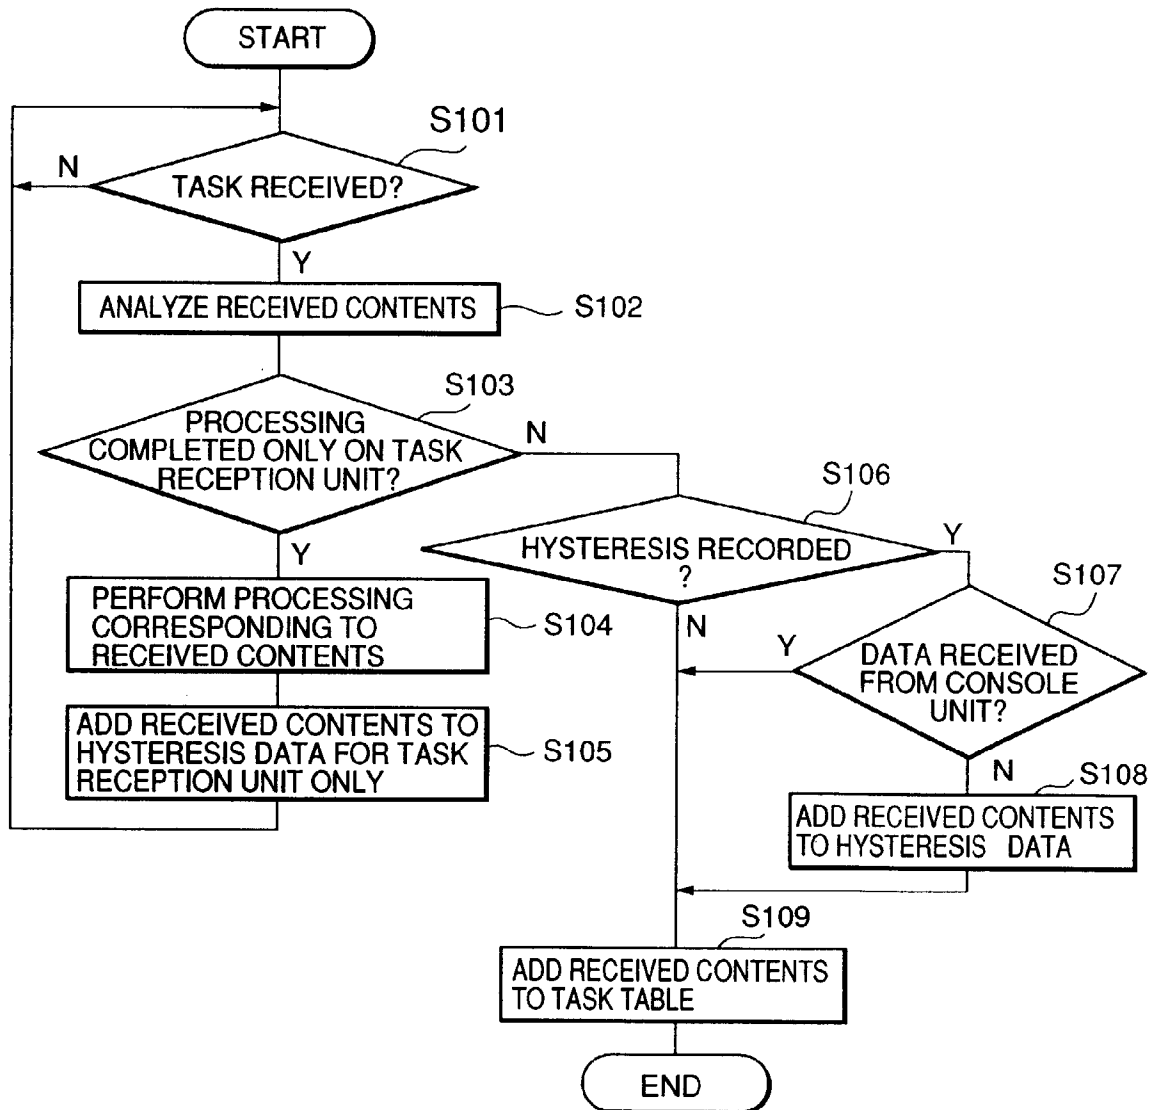 START
S101
N
TASK RECEIVED?
Y
ANALYZE RECEIVED CONTENTS
S102
S103
PROCESSING
COMPLETED ONLY ON TASK
RECEPTION UNIT?
N
Y
S106
HYSTERESIS RECORDED
?
Y
N
S107
PERFORM PROCESSING
CORRESPONDING TO
RECEIVED CONTENTS
S104
Y
DATA RECEIVED
FROM CONSOLE
UNIT?
N
ADD RECEIVED CONTENTS TO
HYSTERESIS DATA FOR TASK
RECEPTION UNIT ONLY
S105
S108
ADD RECEIVED CONTENTS
TO HYSTERESIS DATA
S109
ADD RECEIVED CONTENTS
TO TASK TABLE
END